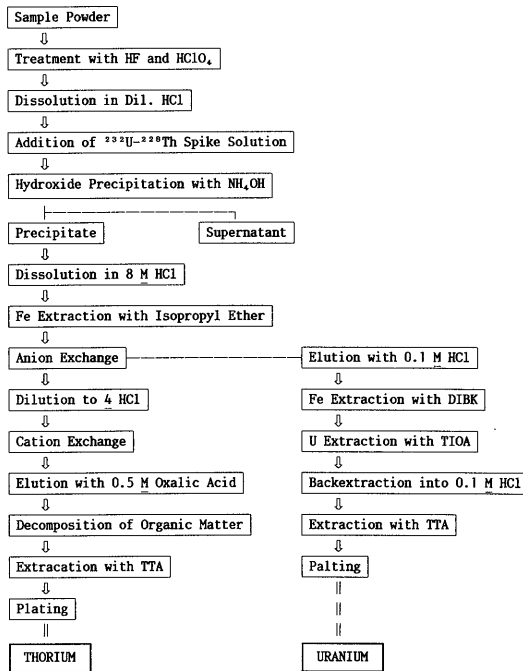 Sample Powder
Treatment with HF and HClO₄
Dissolution in Dil. HCl
Addition of ²³²U-²²⁸Th Spike Solution
Hydroxide Precipitation with NH₄OH
Precipitate
Supernatant
Dissolution in 8 M HCl
Fe Extraction with Isopropyl Ether
Anion Exchange
Elution with 0.1 M HCl
Dilution to 4 HCl
Fe Extraction with DIBK
Cation Exchange
U Extraction with TIOA
Elution with 0.5 M Oxalic Acid
Backextraction into 0.1 M HCl
Decomposition of Organic Matter
Extraction with TTA
Extracation with TTA
Palting
Plating
THORIUM
URANIUM